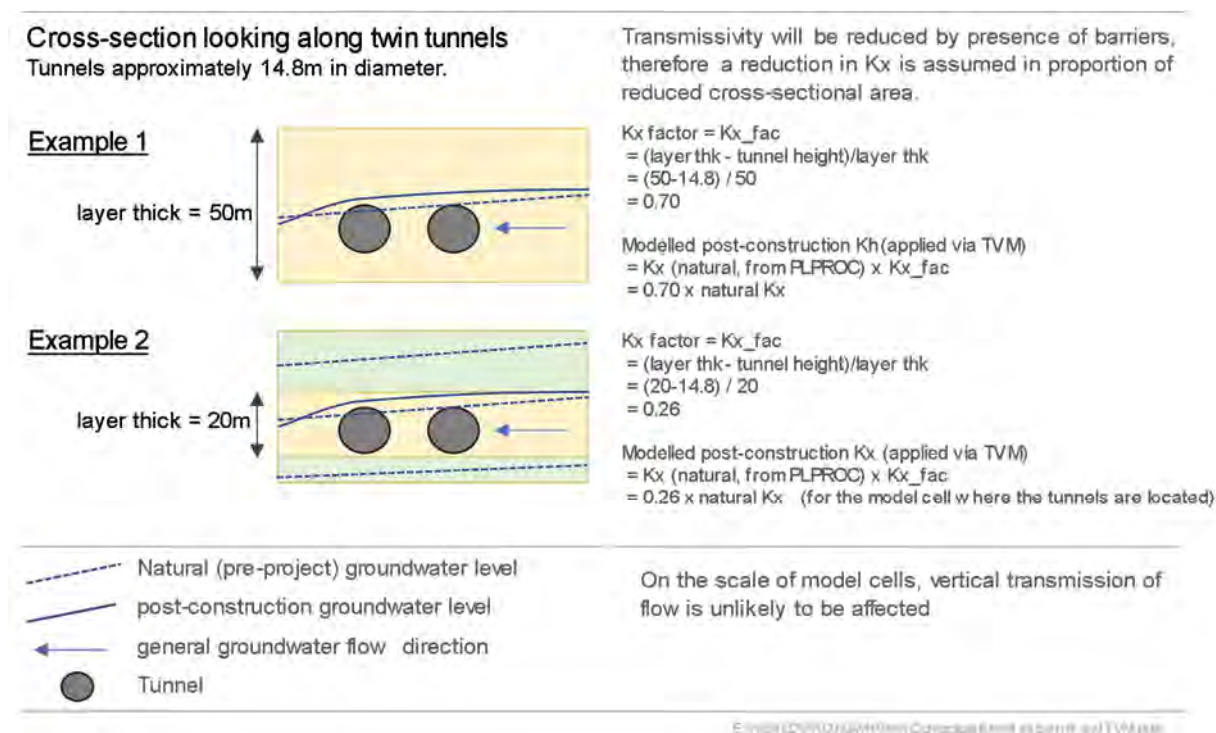 Cross-section looking along twin tunnels
Tunnels approximately 14.8m in diameter.
Transmissivity will be reduced by presence of barriers,
therefore a reduction in Kx is assumed in proportion of
reduced cross-sectional area.
Example 1
layer thick = 50m
Kx factor = Kx_fac
= (layer thk - tunnel height)/layer thk
= (50-14.8) / 50
= 0.70
Modelled post-construction Kh (applied via TVM)
= Kx (natural, from PLPROC) x Kx_fac
= 0.70 x natural Kx
Example 2
layer thick = 20m
Kx factor = Kx_fac
= (layer thk - tunnel height)/layer thk
= (20-14.8) / 20
= 0.26
Modelled post-construction Kx (applied via TVM)
= Kx (natural, from PLPROC) x Kx_fac
= 0.26 x natural Kx (for the model cell where the tunnels are located)
Natural (pre-project) groundwater level
post-construction groundwater level
general groundwater flow direction
Tunnel
On the scale of model cells, vertical transmission of
flow is unlikely to be affected